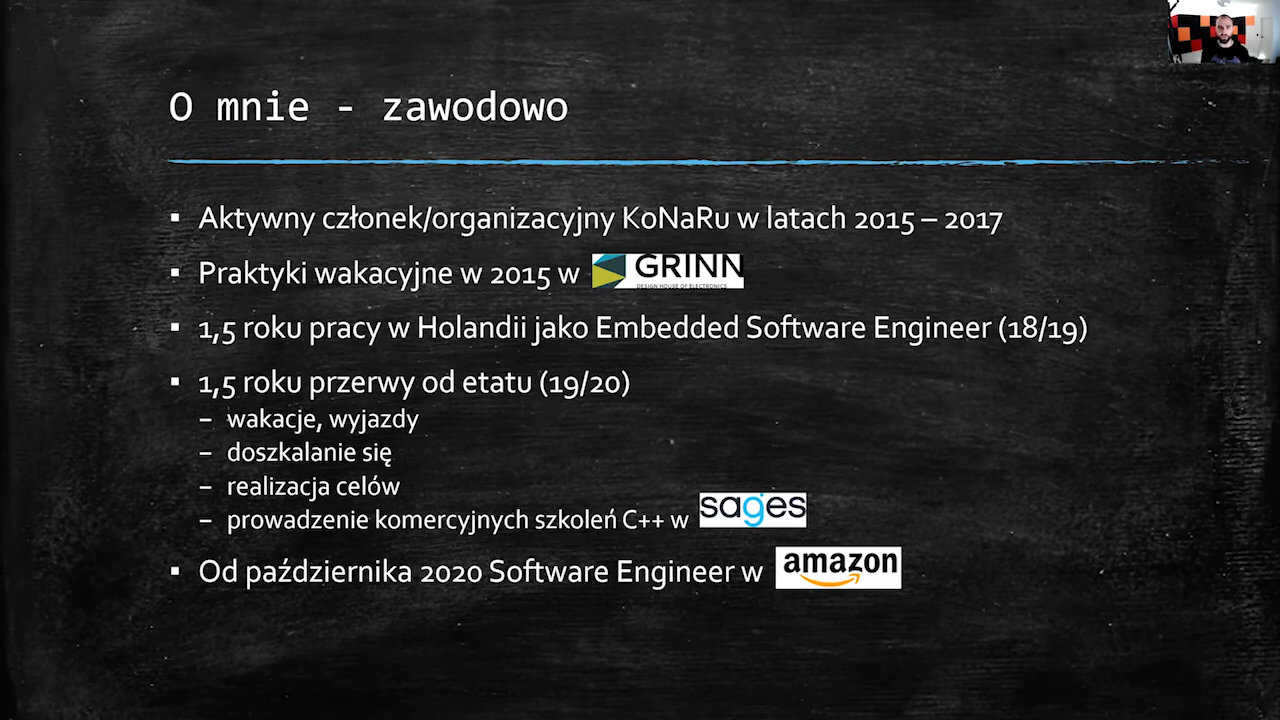 O mnie - zawodowo
▪ Aktywny członek/organizacyjny KoNaRu w latach 2015 – 2017
▪ Praktyki wakacyjne w 2015 w GRINN
DESIGN HOUSE OF ELECTRONICS
▪ 1,5 roku pracy w Holandii jako Embedded Software Engineer (18/19)
▪ 1,5 roku przerwy od etatu (19/20)
– wakacje, wyjazdy
– doszkalanie się
– realizacja celów
– prowadzenie komercyjnych szkoleń C++ w sages
▪ Od października 2020 Software Engineer w amazon